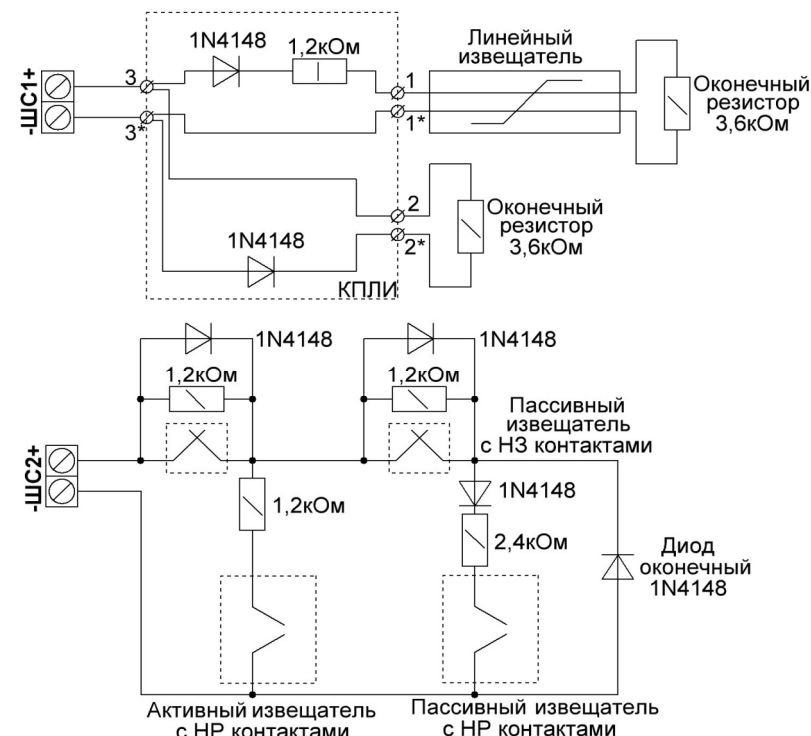 1N4148
1,2кОм
Линейный
извещатель
-ШС1+
3
3*
1
1*
Оконечный
резистор
3,6кОм
2
2*
Оконечный
резистор
3,6кОм
1N4148
КПЛИ
1N4148
1N4148
1,2кОм
1,2кОм
Пассивный
извещатель
с НЗ контактами
-ШС2+
1,2кОм
1N4148
2,4кОм
Диод
оконечный
1N4148
Активный извещатель
с НР контактами
Пассивный извещатель
с НР контактами